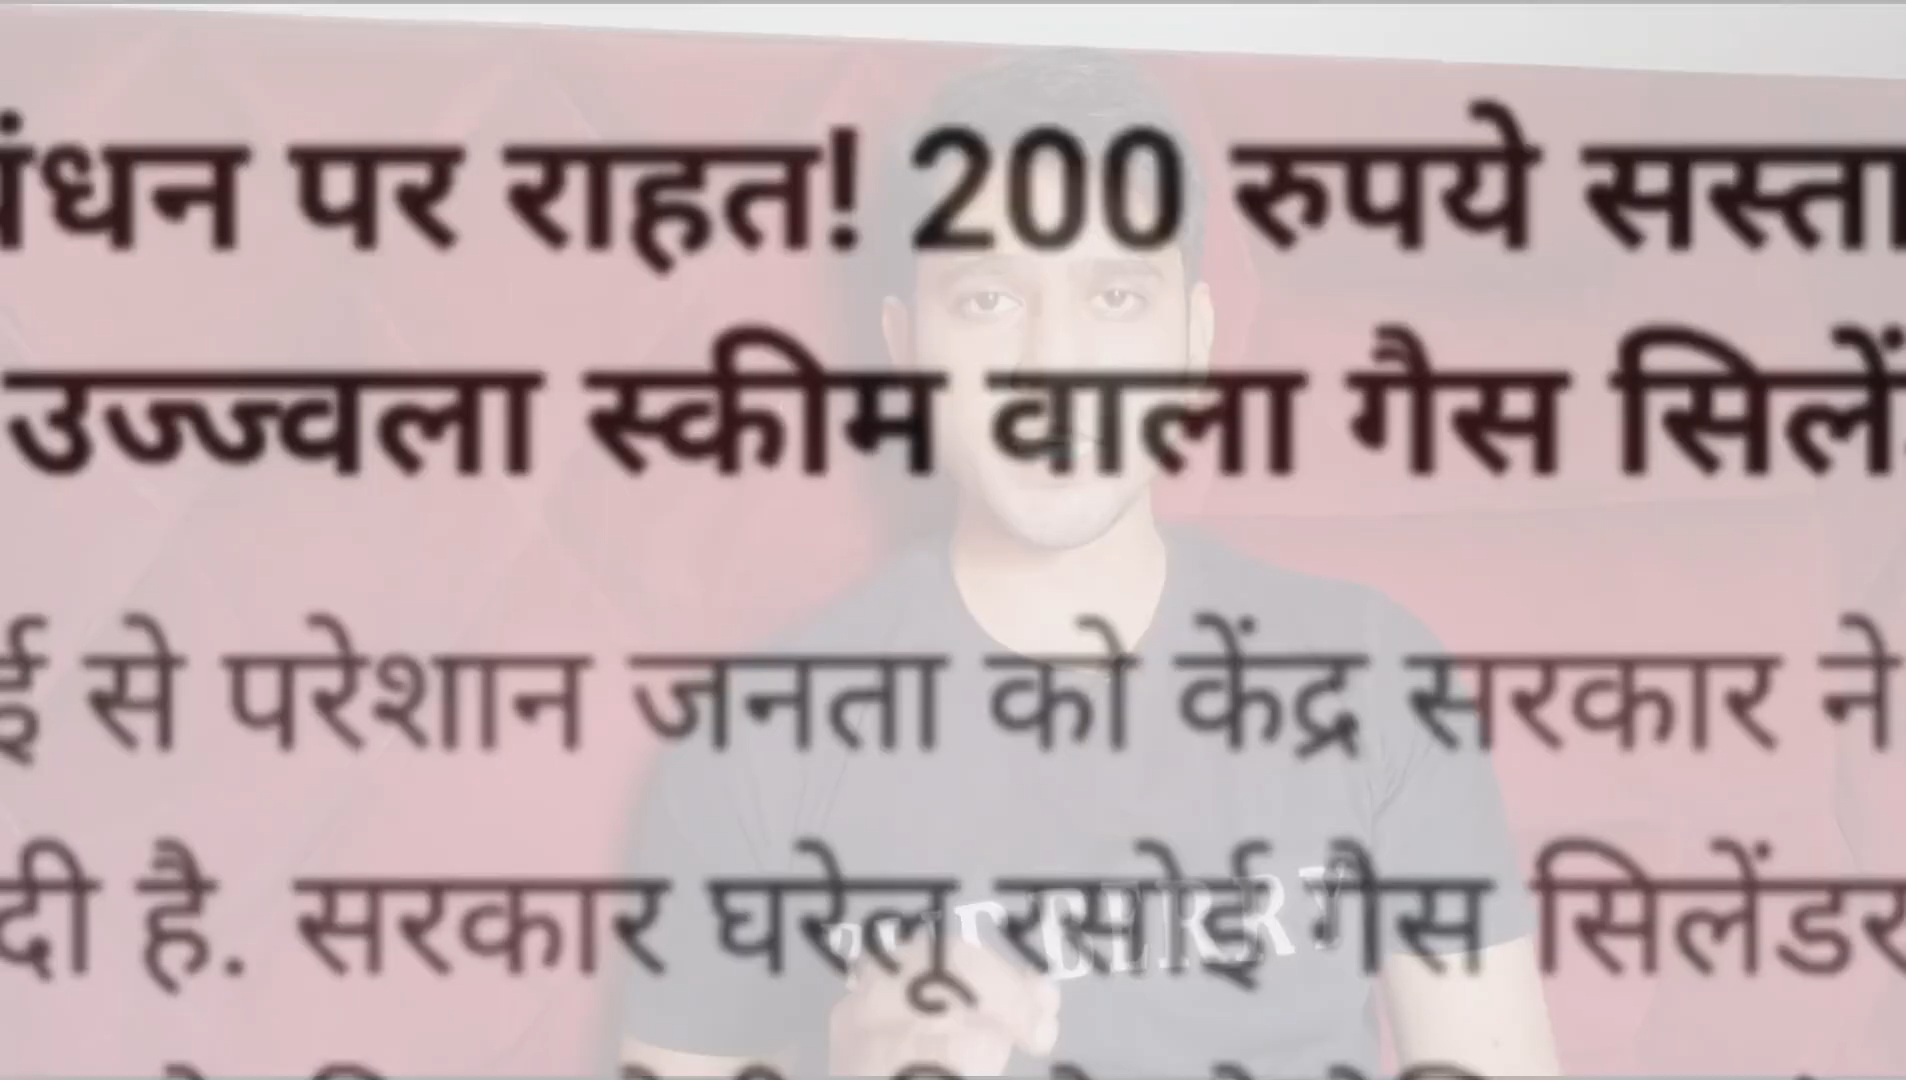 बंधन पर राहत! 200 रुपये सस्ता
उज्ज्वला स्कीम वाला गैस सिलें
ई से परेशान जनता को केंद्र सरकार ने
दी है. सरकार घरेलू रसोई गैस सिलेंडर